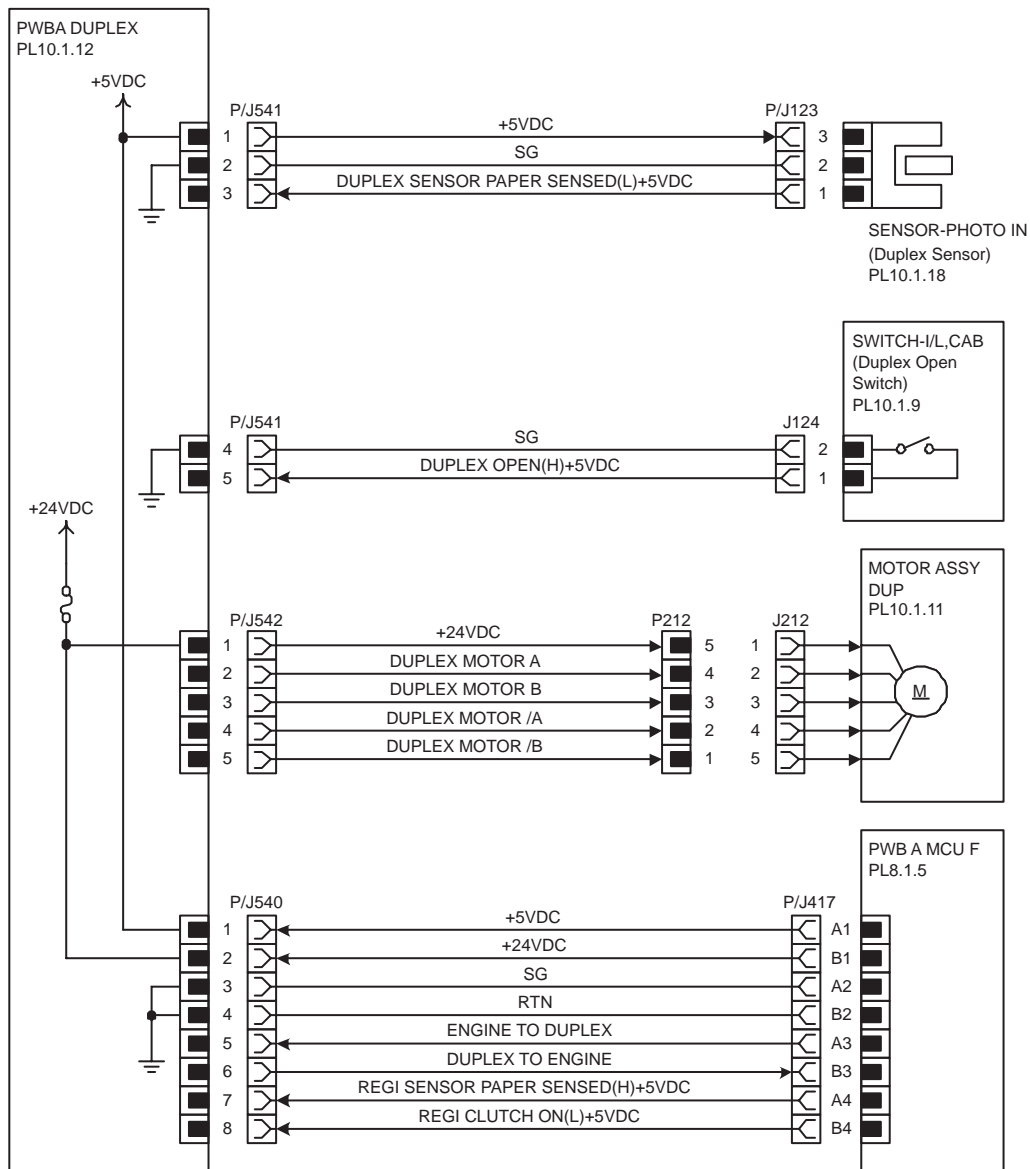 PWBA DUPLEX
PL10.1.12
+5VDC
P/J541
P/J123
1
+5VDC
3
2
SG
2
3
DUPLEX SENSOR PAPER SENSED(L)+5VDC
1
SENSOR-PHOTO IN
(Duplex Sensor)
PL10.1.18
SWITCH-I/L,CAB
(Duplex Open
Switch)
PL10.1.9
P/J541
J124
4
SG
2
5
DUPLEX OPEN(H)+5VDC
1
+24VDC
MOTOR ASSY
DUP
PL10.1.11
P/J542
P212
J212
1
+24VDC
5
1
2
DUPLEX MOTOR A
4
2
3
DUPLEX MOTOR B
3
3
4
DUPLEX MOTOR /A
2
4
5
DUPLEX MOTOR /B
1
5
M
PWB A MCU F
PL8.1.5
P/J540
P/J417
1
+5VDC
A1
2
+24VDC
B1
3
SG
A2
4
RTN
B2
5
ENGINE TO DUPLEX
A3
6
DUPLEX TO ENGINE
B3
7
REGI SENSOR PAPER SENSED(H)+5VDC
A4
8
REGI CLUTCH ON(L)+5VDC
B4